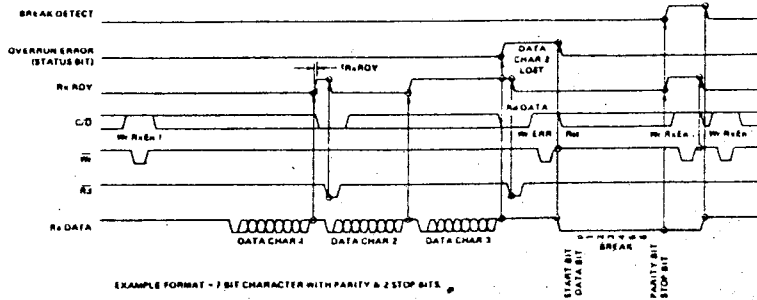 BREAK DETECT
OVERRUN ERROR
(STATUS BIT)
DATA
CHAR 2
LOST
tRxRDY
Rx RDY
Rd DATA
C/D
Wr RxEn
Wr ERR
Wr RxEn
Wr RxEn
Wr
Rd
Rx DATA
DATA CHAR 1
DATA CHAR 2
DATA CHAR 3
BREAK
START BIT
DATA BIT
PARITY BIT
STOP BIT
EXAMPLE FORMAT = 7 BIT CHARACTER WITH PARITY & 2 STOP BITS.